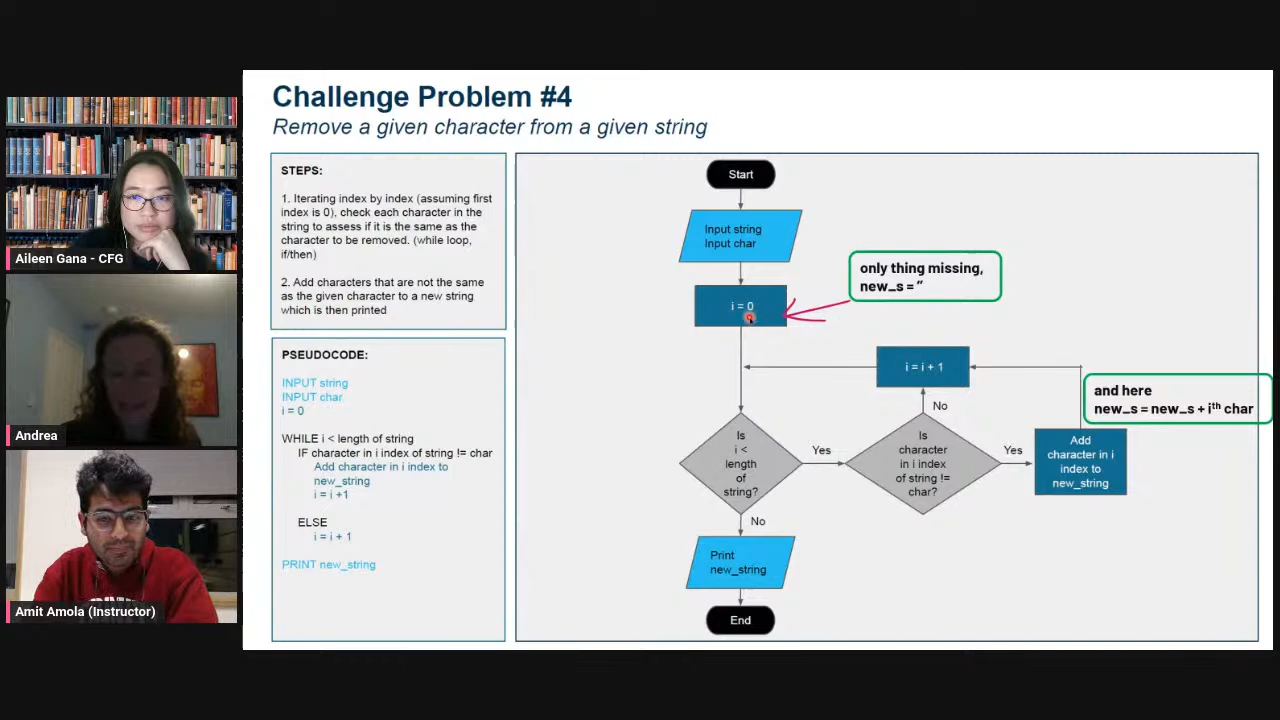 Challenge Problem #4
Remove a given character from a given string
STEPS:
1. Iterating index by index (assuming first
index is 0), check each character in the
string to assess if it is the same as the
character to be removed. (while loop,
if/then)
2. Add characters that are not the same
as the given character to a new string
which is then printed
PSEUDOCODE:
INPUT string
INPUT char
i = 0
WHILE i < length of string
IF character in i index of string != char
Add character in i index to
new_string
i = i +1
ELSE
i = i + 1
PRINT new_string
Start
Input string
Input char
i = 0
only thing missing,
new_s = ‘’
i = i + 1
and here
new_s = new_s + iᵗʰ char
No
Is
i <
length
of
string?
Yes
Is
character
in i index
of string !=
char?
Yes
Add
character in i
index to
new_string
No
Print
new_string
End
Aileen Gana - CFG
Andrea
Amit Amola (Instructor)